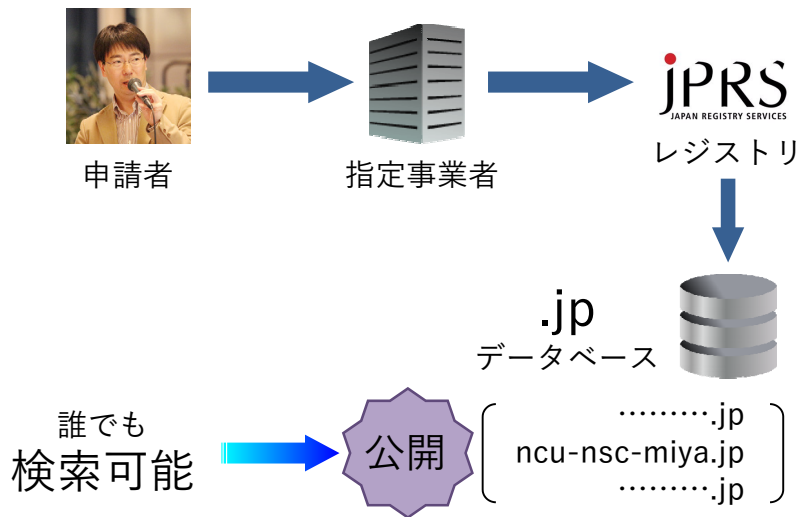 申請者
指定事業者
JPRS
JAPAN REGISTRY SERVICES
レジストリ
.jp
データベース
誰でも
検索可能
公開
……….jp
ncu-nsc-miya.jp
……….jp